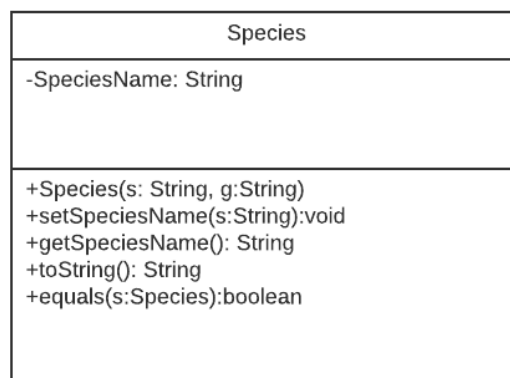 Species
-SpeciesName: String
+Species(s: String, g:String)
+setSpeciesName(s:String):void
+getSpeciesName(): String
+toString(): String
+equals(s:Species):boolean